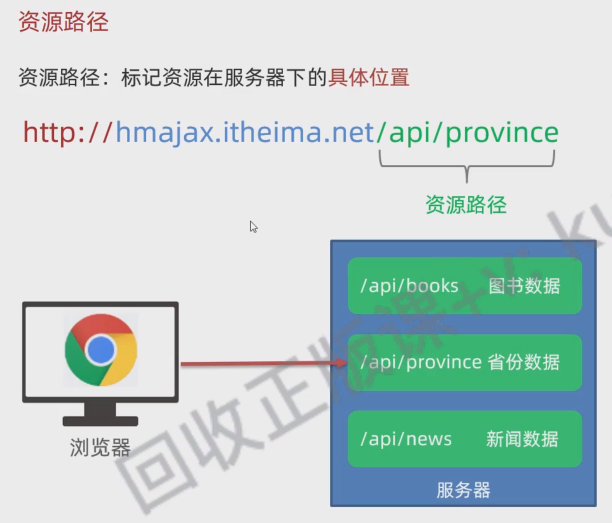 资源路径
资源路径：标记资源在服务器下的具体位置
http://hmajax.itheima.net/api/province
资源路径
/api/books 图书数据
/api/province 省份数据
/api/news 新闻数据
浏览器
服务器
回收正版课+v: ku